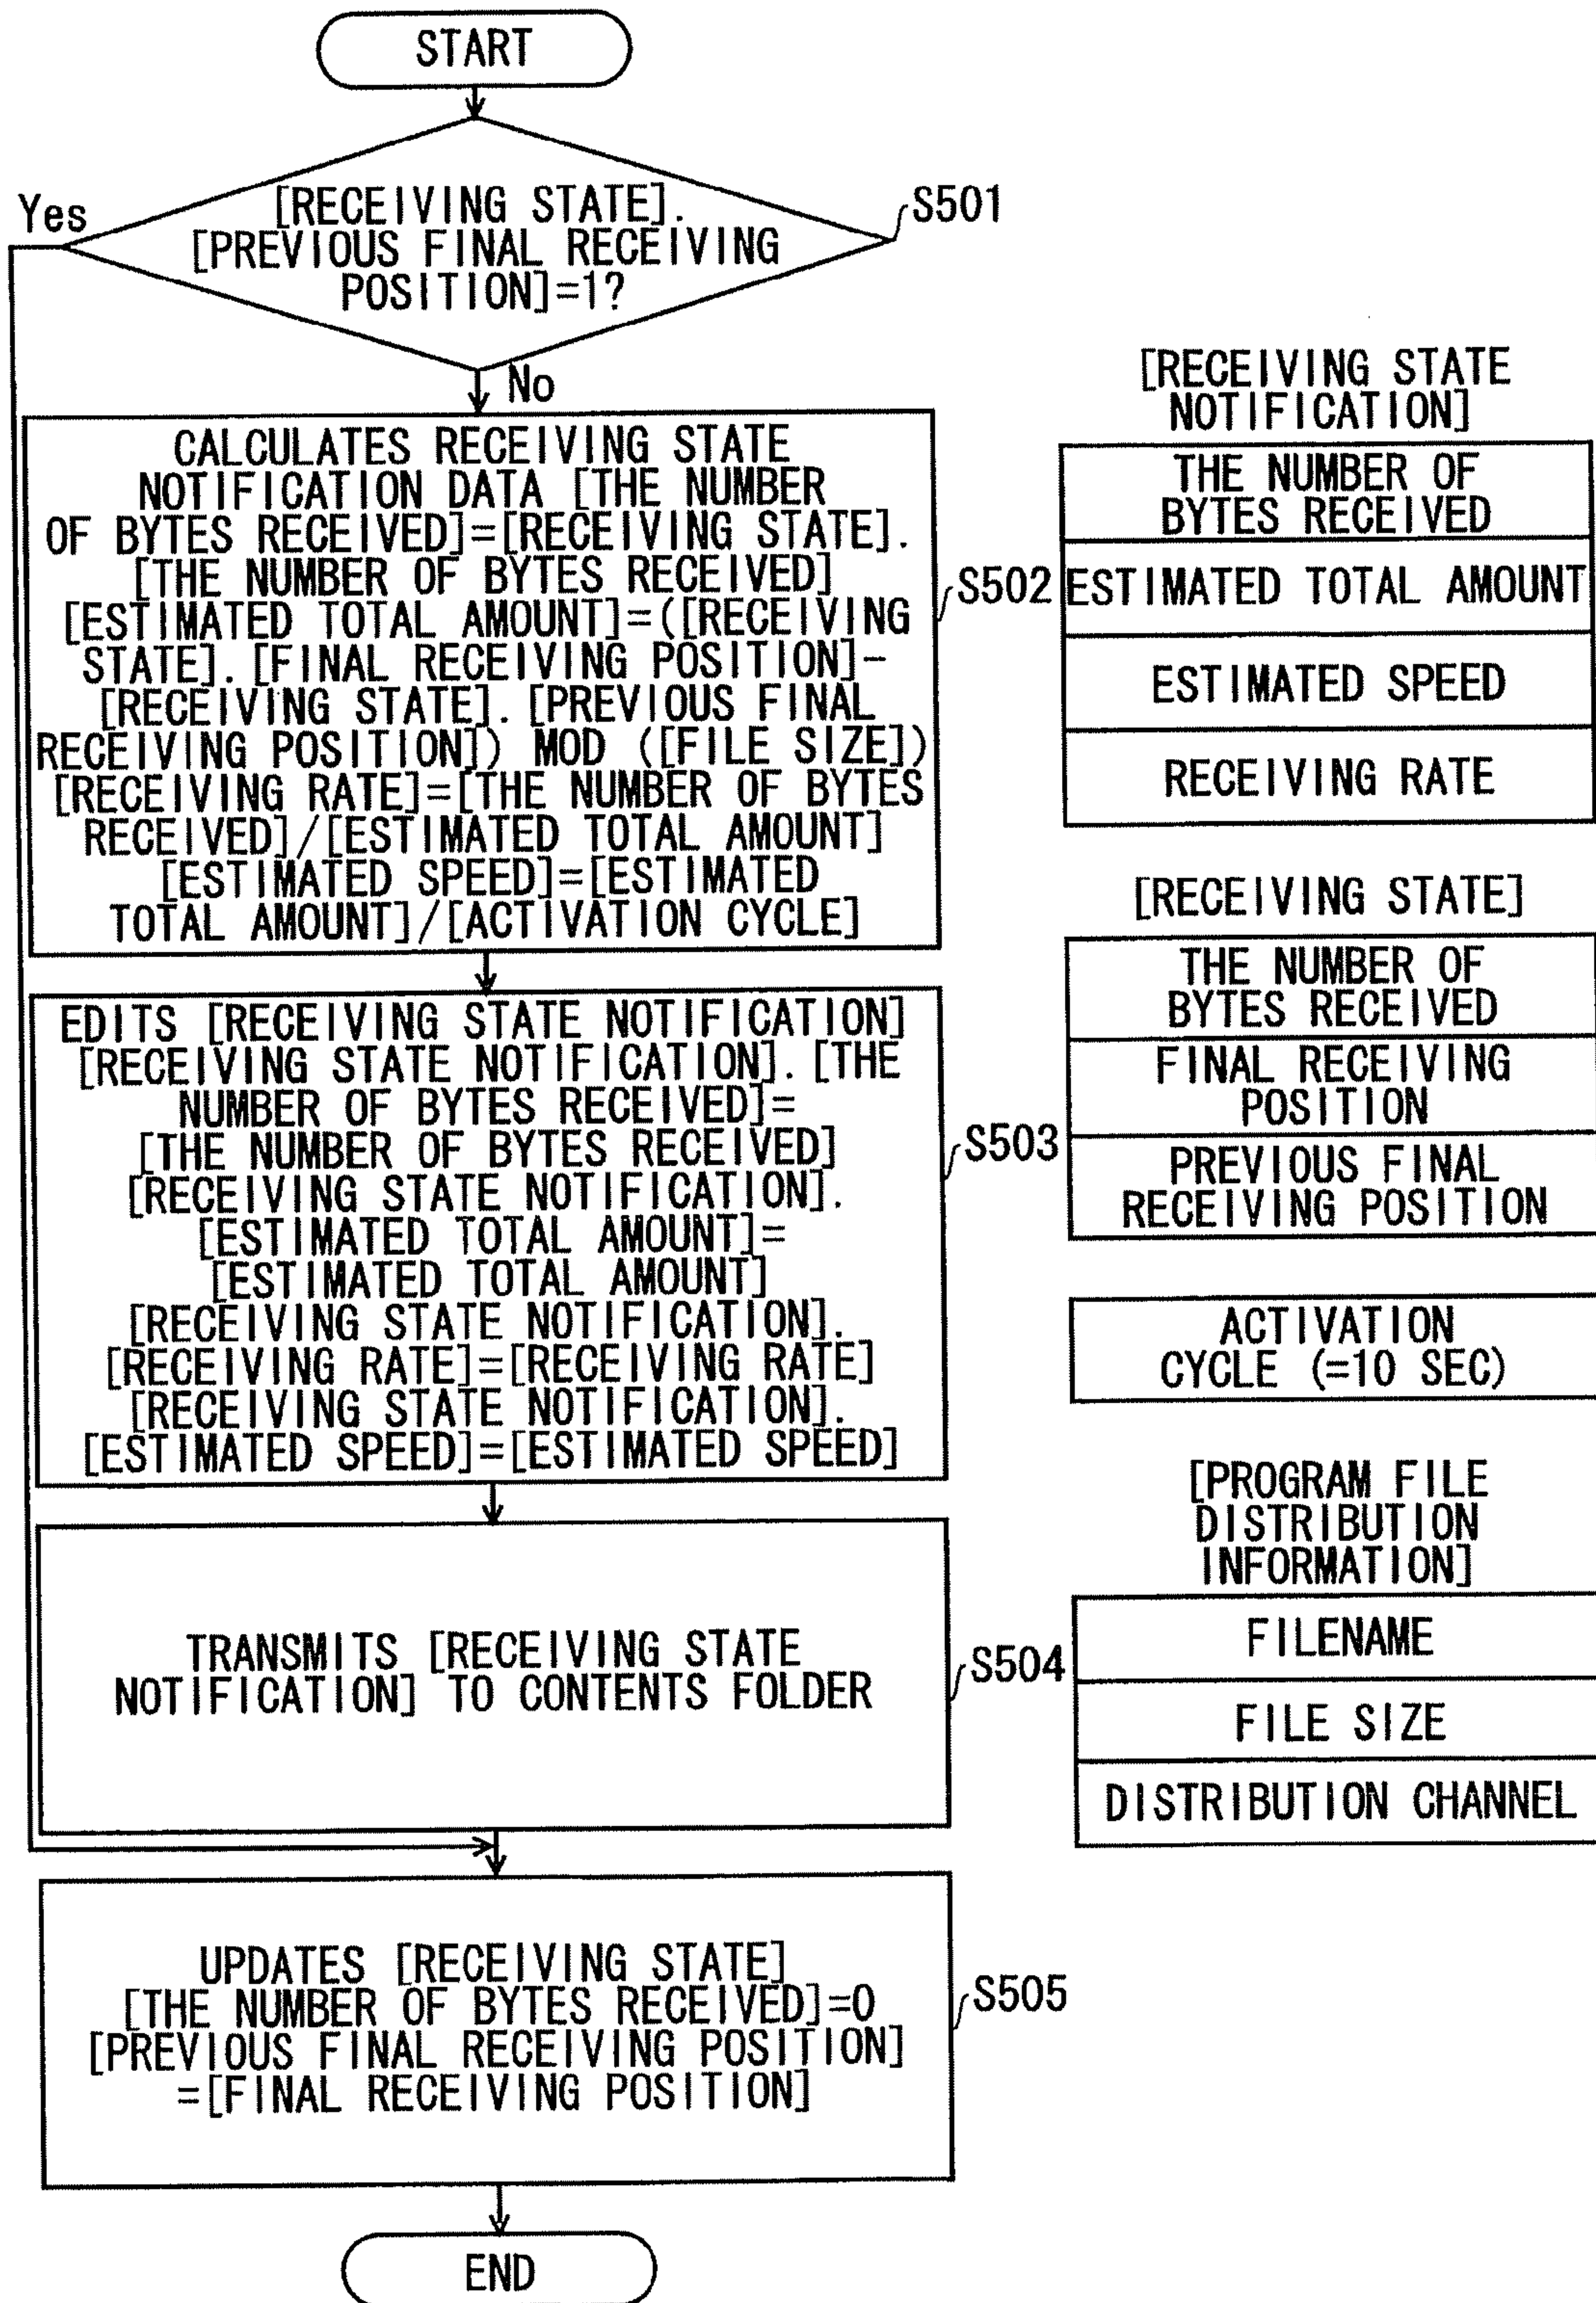 START
Yes
[RECEIVING STATE].
[PREVIOUS FINAL RECEIVING
POSITION]=1?
S501
No
CALCULATES RECEIVING STATE
NOTIFICATION DATA [THE NUMBER
OF BYTES RECEIVED]=[RECEIVING STATE].
[THE NUMBER OF BYTES RECEIVED]
[ESTIMATED TOTAL AMOUNT]=([RECEIVING
STATE].[FINAL RECEIVING POSITION]-
[RECEIVING STATE].[PREVIOUS FINAL
RECEIVING POSITION]) MOD ([FILE SIZE])
[RECEIVING RATE]=[THE NUMBER OF BYTES
RECEIVED]/[ESTIMATED TOTAL AMOUNT]
[ESTIMATED SPEED]=[ESTIMATED
TOTAL AMOUNT]/[ACTIVATION CYCLE]
S502
EDITS [RECEIVING STATE NOTIFICATION]
[RECEIVING STATE NOTIFICATION].[THE
NUMBER OF BYTES RECEIVED]=
[THE NUMBER OF BYTES RECEIVED]
[RECEIVING STATE NOTIFICATION].
[ESTIMATED TOTAL AMOUNT]=
[ESTIMATED TOTAL AMOUNT]
[RECEIVING STATE NOTIFICATION].
[RECEIVING RATE]=[RECEIVING RATE]
[RECEIVING STATE NOTIFICATION].
[ESTIMATED SPEED]=[ESTIMATED SPEED]
S503
TRANSMITS [RECEIVING STATE
NOTIFICATION] TO CONTENTS FOLDER
S504
UPDATES [RECEIVING STATE]
[THE NUMBER OF BYTES RECEIVED]=0
[PREVIOUS FINAL RECEIVING POSITION]
=[FINAL RECEIVING POSITION]
S505
END
[RECEIVING STATE
NOTIFICATION]
THE NUMBER OF
BYTES RECEIVED
ESTIMATED TOTAL AMOUNT
ESTIMATED SPEED
RECEIVING RATE
[RECEIVING STATE]
THE NUMBER OF
BYTES RECEIVED
FINAL RECEIVING
POSITION
PREVIOUS FINAL
RECEIVING POSITION
ACTIVATION
CYCLE (=10 SEC)
[PROGRAM FILE
DISTRIBUTION
INFORMATION]
FILENAME
FILE SIZE
DISTRIBUTION CHANNEL